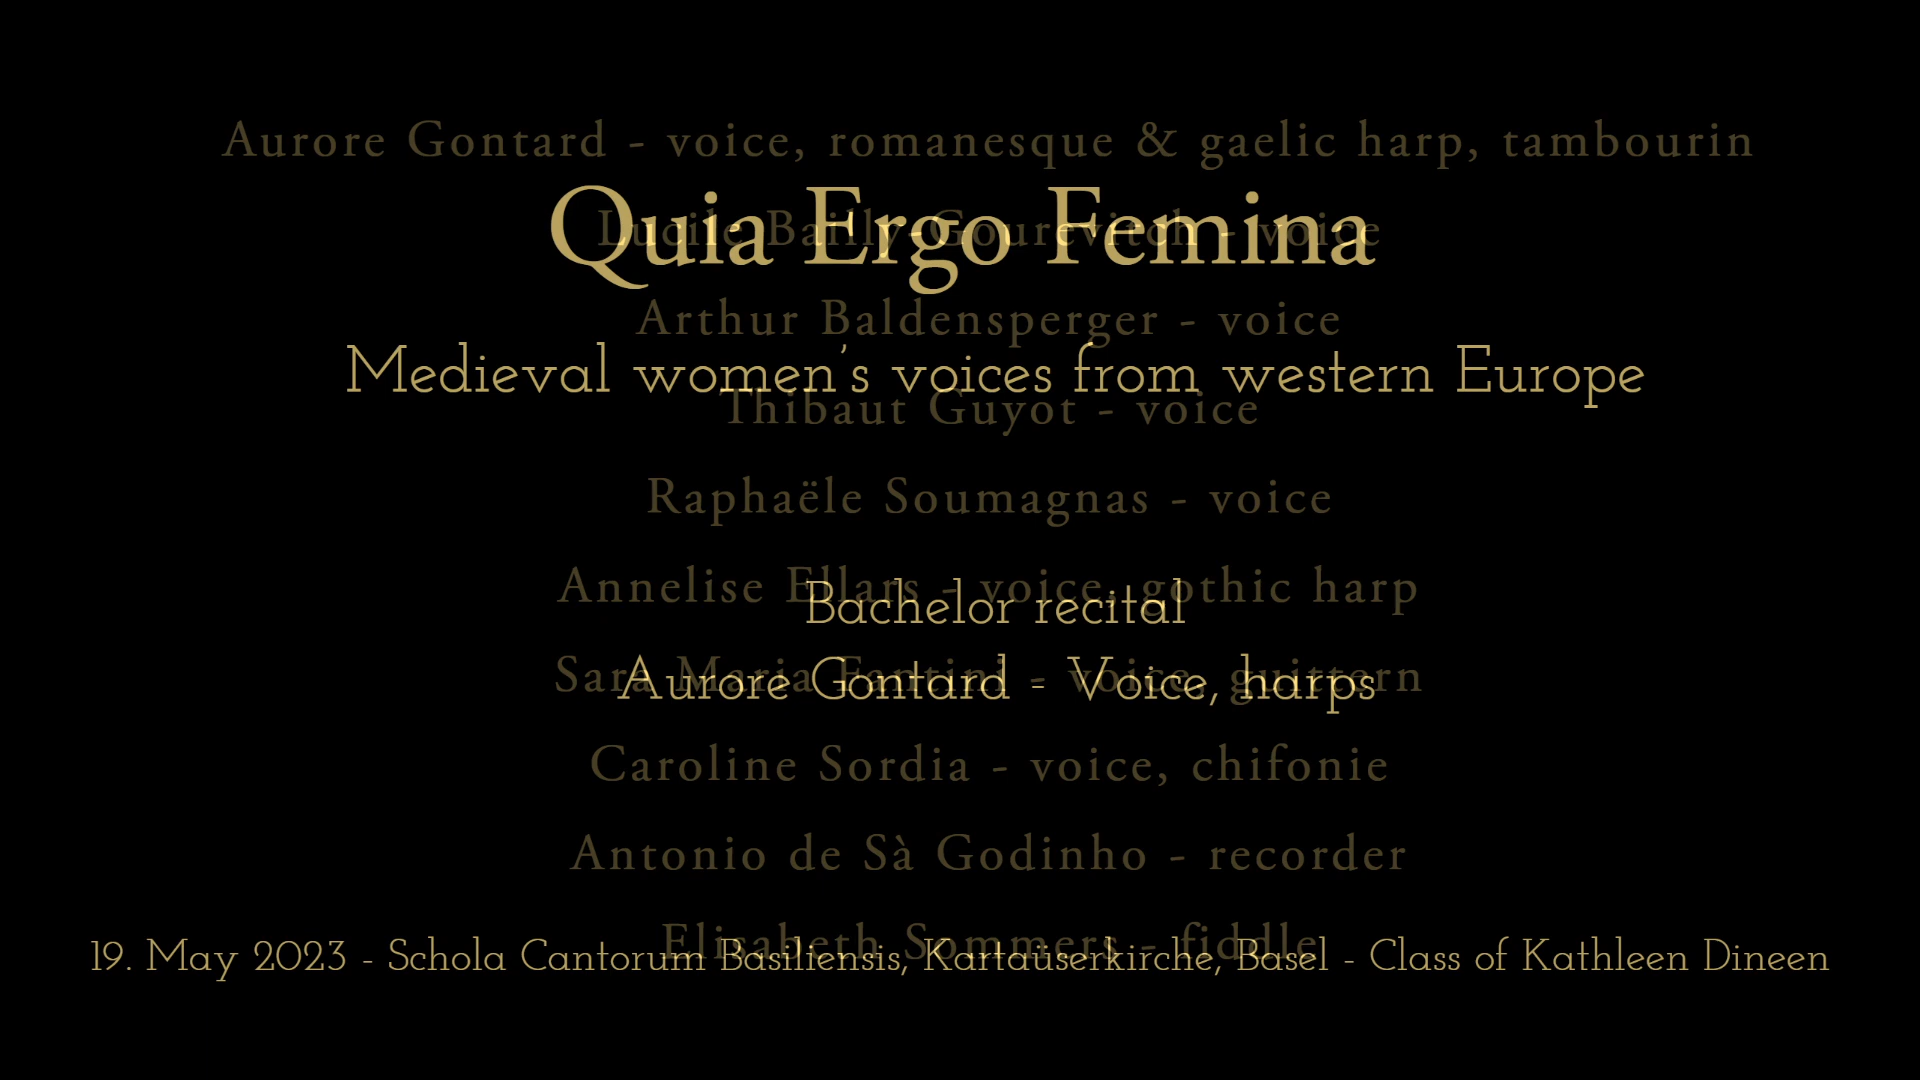 Aurore Gontard - voice, romanesque & gaelic harp, tambourin
Quia Ergo Femina
Lucile Bailly-Gourevitch - voice
Arthur Baldensperger - voice
Medieval women's voices from western Europe
Thibaut Guyot - voice
Raphaële Soumagnas - voice
Annelise Ellars - voice, gothic harp
Bachelor recital
Sara Maria Fantini - voice, guittern
Aurore Gontard - Voice, harps
Caroline Sordia - voice, chifonie
Antonio de Sà Godinho - recorder
Elisabeth Sommers - fiddle
19. May 2023 - Schola Cantorum Basiliensis, Kartaüserkirche, Basel - Class of Kathleen Dineen